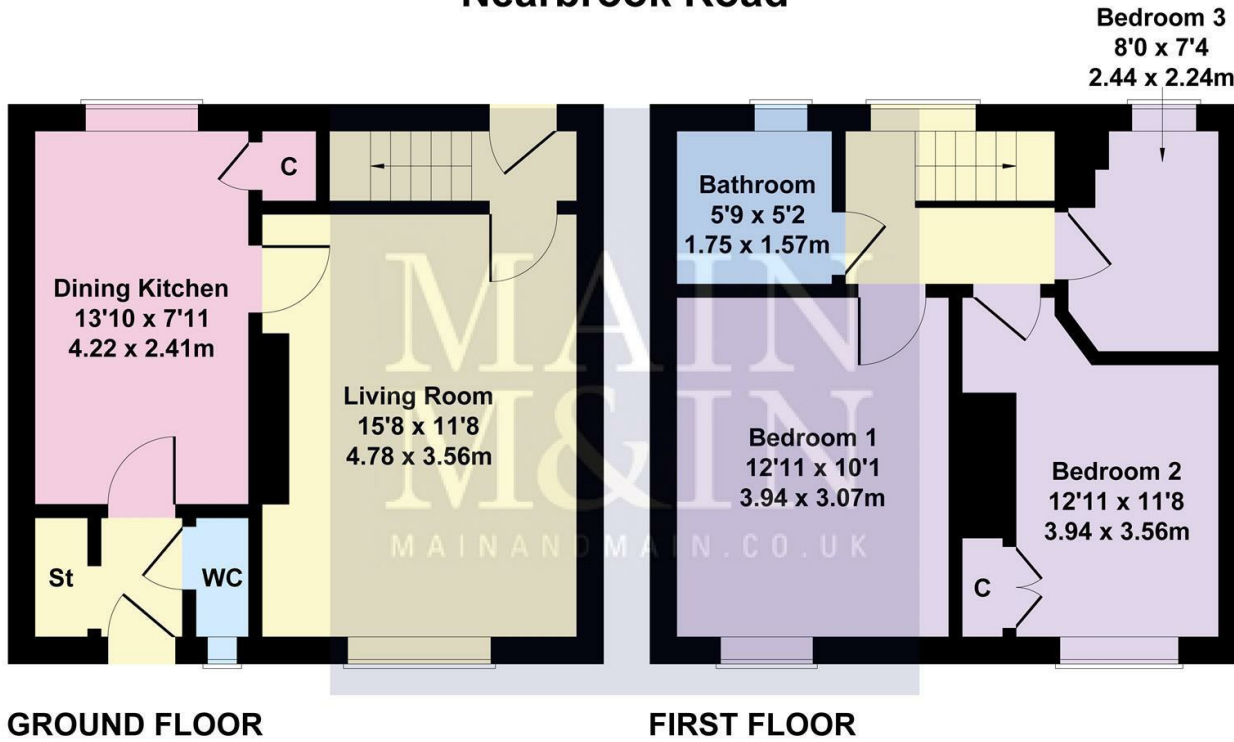 Nearbrook Road
Bedroom 3
8'0 x 7'4
2.44 x 2.24m
C
Dining Kitchen
13'10 x 7'11
4.22 x 2.41m
Living Room
15'8 x 11'8
4.78 x 3.56m
St
WC
Bathroom
5'9 x 5'2
1.75 x 1.57m
Bedroom 1
12'11 x 10'1
3.94 x 3.07m
Bedroom 2
12'11 x 11'8
3.94 x 3.56m
C
MAIN
M&IN
MAINANDMAIN.CO.UK
GROUND FLOOR
FIRST FLOOR